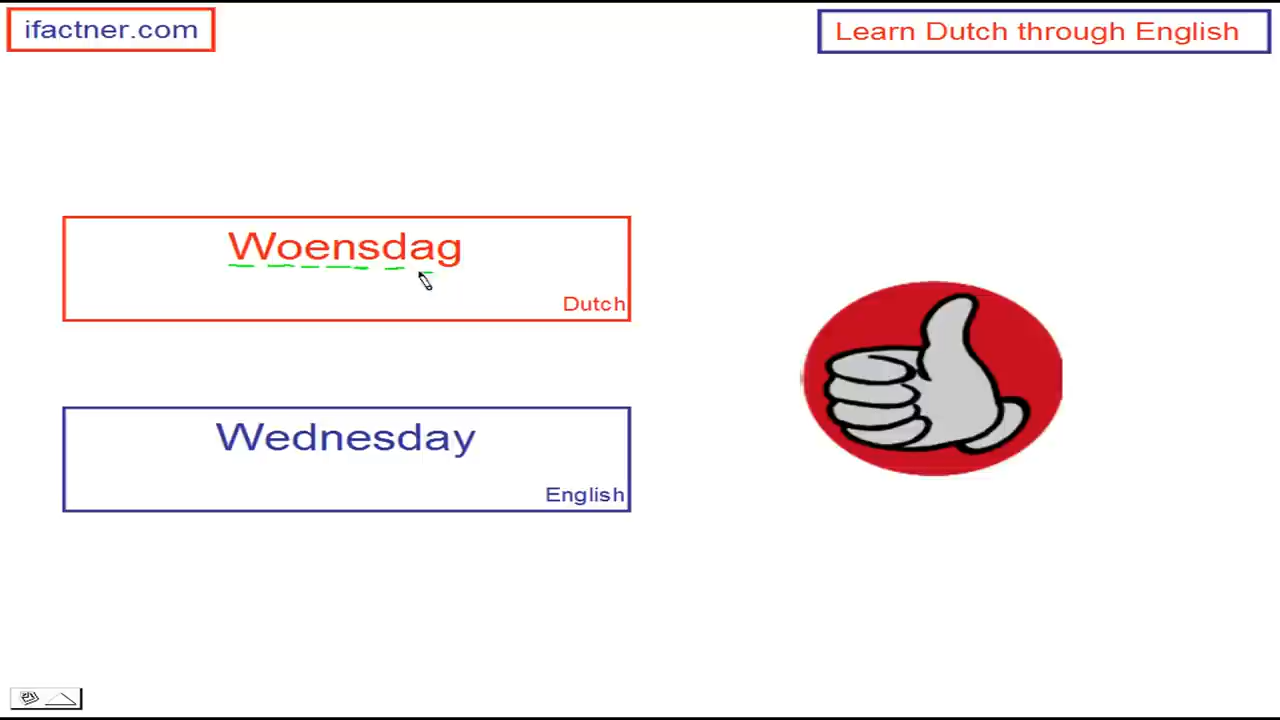 ifactner.com
Learn Dutch through English
Woensdag
Dutch
Wednesday
English